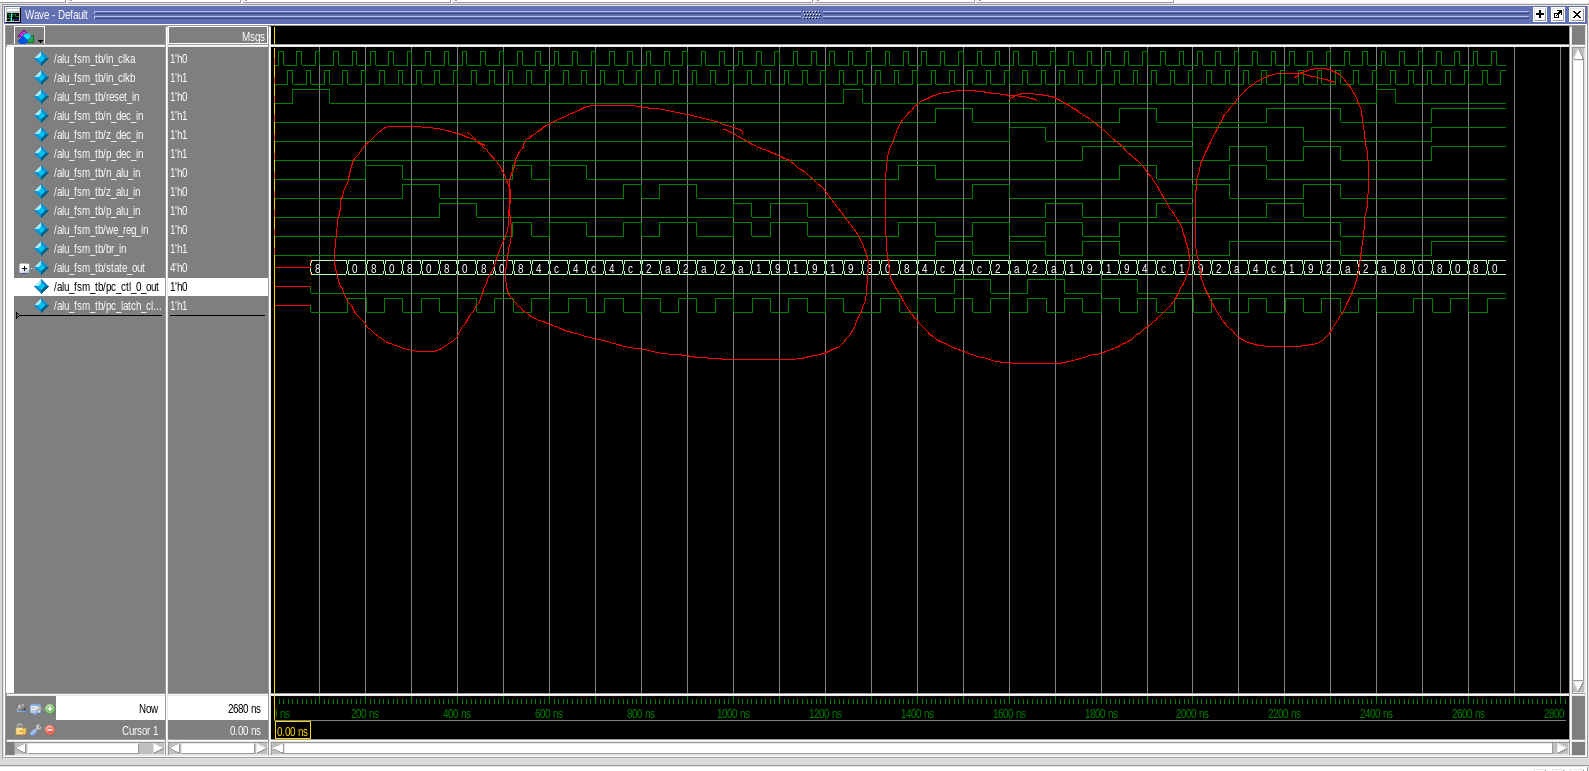 Wave - Default
Msgs
/alu_fsm_tb/in_clka 1'h0
/alu_fsm_tb/in_clkb 1'h1
/alu_fsm_tb/reset_in 1'h0
/alu_fsm_tb/n_dec_in 1'h1
/alu_fsm_tb/z_dec_in 1'h1
/alu_fsm_tb/p_dec_in 1'h1
/alu_fsm_tb/n_alu_in 1'h0
/alu_fsm_tb/z_alu_in 1'h0
/alu_fsm_tb/p_alu_in 1'h0
/alu_fsm_tb/we_reg_in 1'h0
/alu_fsm_tb/br_in 1'h1
/alu_fsm_tb/state_out 4'h0 8 0 8 0 8 0 8 0 8 0 8 4 c 4 c 4 c 2 a 2 a 2 a 1 9 1 9 1 9 8 0 8 4 c 4 c 2 a 2 a 1 9 1 9 4 c 1 9 2 a 4 c 1 9 2 a 2 a 8 0 8 0 8 0
/alu_fsm_tb/pc_ctl_0_out 1'h0
/alu_fsm_tb/pc_latch_cl... 1'h1
Now 2680 ns ns 200 ns 400 ns 600 ns 800 ns 1000 ns 1200 ns 1400 ns 1600 ns 1800 ns 2000 ns 2200 ns 2400 ns 2600 ns 2800
Cursor 1 0.00 ns 0.00 ns